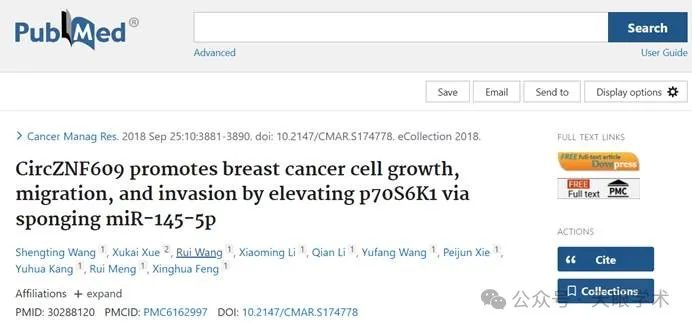 PubMed®
Search
Advanced
User Guide
Save
Email
Send to
Display options
> Cancer Manag Res. 2018 Sep 25:10:3881-3890. doi: 10.2147/CMAR.S174778. eCollection 2018.
CircZNF609 promotes breast cancer cell growth,
migration, and invasion by elevating p70S6K1 via
sponging miR-145-5p
Shengting Wang 1, Xukai Xue 2, Rui Wang 1, Xiaoming Li 1, Qian Li 1, Yufang Wang 1, Peijun Xie 1,
Yuhua Kang 1, Rui Meng 1, Xinghua Feng 1
Affiliations + expand
PMID: 30288120 PMCID: PMC6162997 DOI: 10.2147/CMAR.S174778
FULL TEXT LINKS
FREE full-text article
Dovepress
FREE
Full text
PMC
ACTIONS
Cite
Collections
公众号·天眼学术